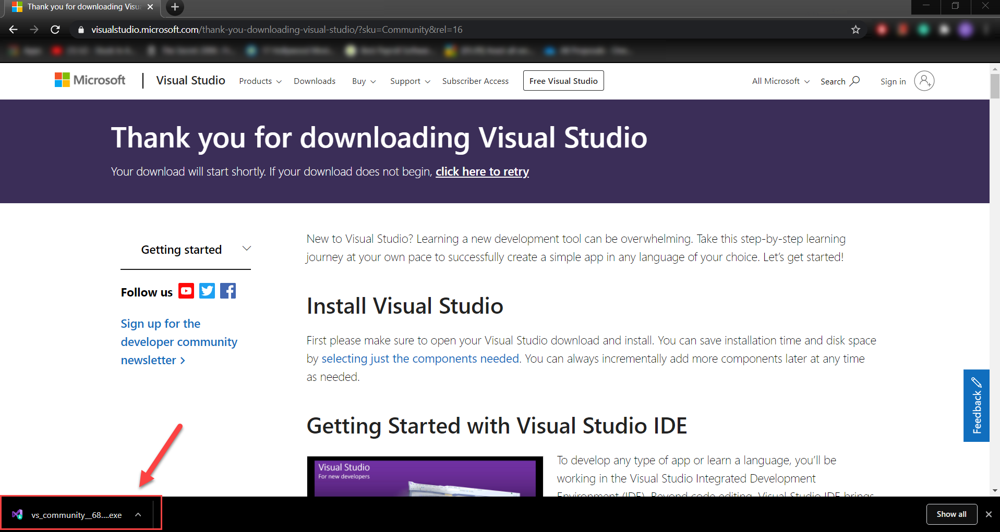 Thank you for downloading Visu
visualstudio.microsoft.com/thank-you-downloading-visual-studio/?sku=Community&rel=16
Microsoft
Visual Studio
Products
Downloads
Buy
Support
Subscriber Access
Free Visual Studio
All Microsoft
Search
Sign in
Thank you for downloading Visual Studio
Your download will start shortly. If your download does not begin, click here to retry
Getting started
Follow us
Sign up for the
developer community
newsletter
New to Visual Studio? Learning a new development tool can be overwhelming. Take this step-by-step learning
journey at your own pace to successfully create a simple app in any language of your choice. Let's get started!
Install Visual Studio
First please make sure to open your Visual Studio download and install. You can save installation time and disk space
by selecting just the components needed. You can always incrementally add more components later at any time
as needed.
Getting Started with Visual Studio IDE
Visual Studio
For new developers
To develop any type of app or learn a language, you'll be
working in the Visual Studio Integrated Development
Environment (IDE). Beyond code editing, Visual Studio IDE brings
Feedback
vs_community__68....exe
Show all